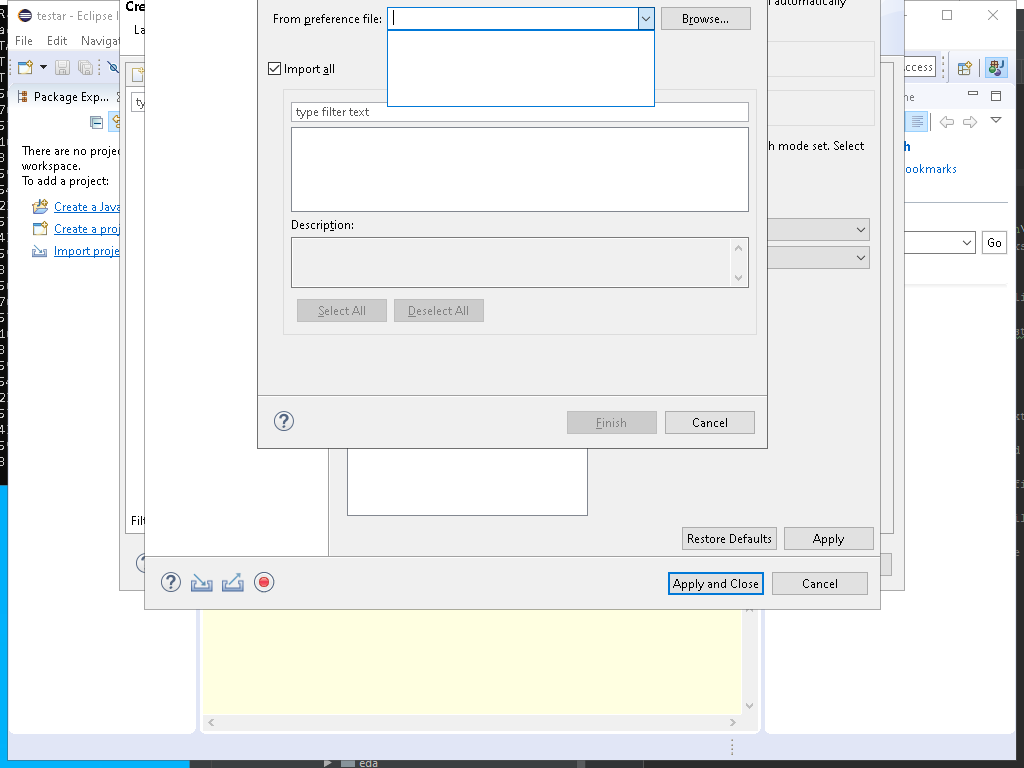 testar - Eclipse I
File Edit Navigat
Package Exp...
There are no projec
workspace.
To add a project:
Create a Java
Create a proj
Import proje
Cre
La
ty
Filt
From preference file:
Browse...
Import all
type filter text
Description:
Select All
Deselect All
Finish
Cancel
automatically
h mode set. Select
Restore Defaults
Apply
Apply and Close
Cancel
ccess
ne
h
ookmarks
Go
eda